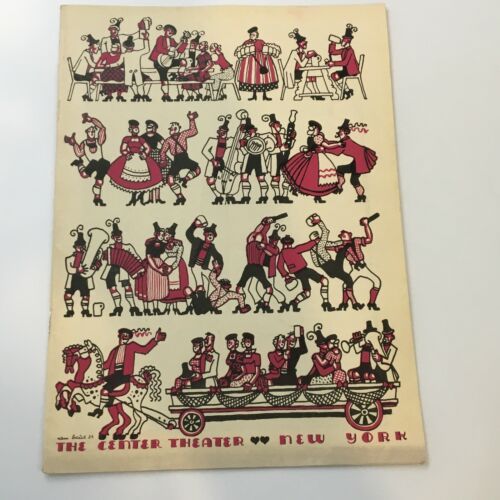 THE CENTER THEATER ♥♥ NEW YORK